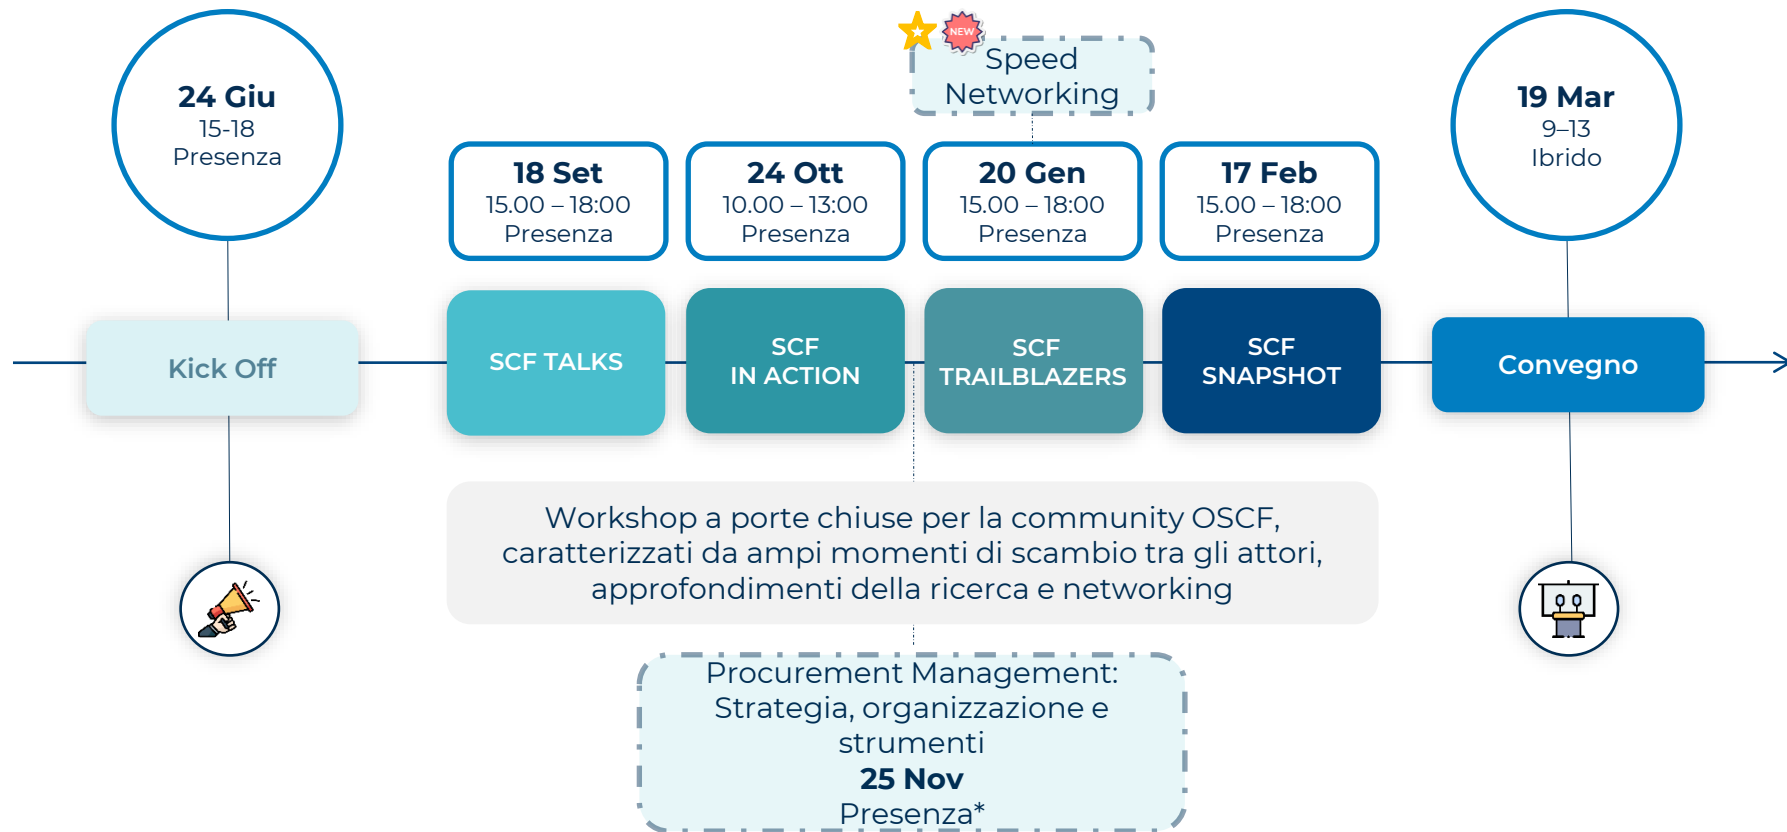 NEW
Speed
Networking
24 Giu
15-18
Presenza
18 Set
15.00 – 18:00
Presenza
24 Ott
10.00 – 13:00
Presenza
20 Gen
15.00 – 18:00
Presenza
17 Feb
15.00 – 18:00
Presenza
19 Mar
9–13
Ibrido
Kick Off
SCF TALKS
SCF
IN ACTION
SCF
TRAILBLAZERS
SCF
SNAPSHOT
Convegno
Workshop a porte chiuse per la community OSCF,
caratterizzati da ampi momenti di scambio tra gli attori,
approfondimenti della ricerca e networking
Procurement Management:
Strategia, organizzazione e
strumenti
25 Nov
Presenza*